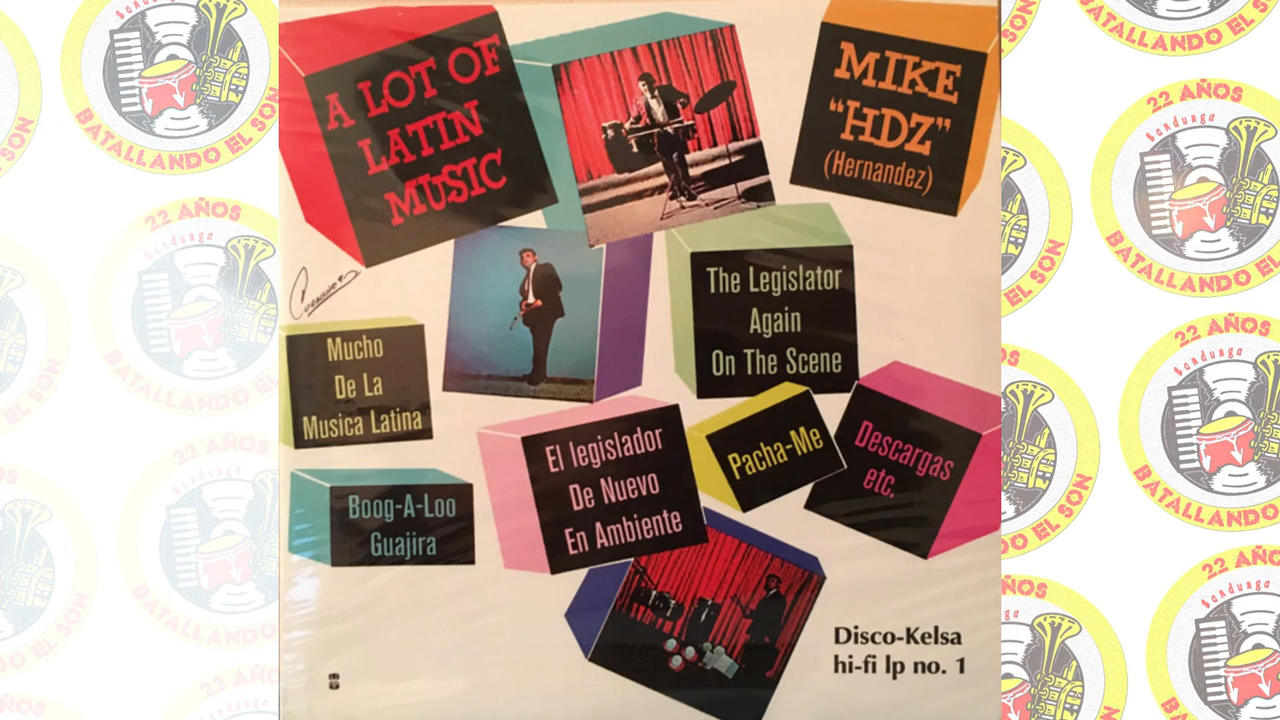 A LOT OF
LATIN
MUSIC
MIKE
“HDZ”
(Hernandez)
The Legislator
Again
On The Scene
Mucho
De La
Musica Latina
El legislador
De Nuevo
En Ambiente
Pacha-Me
Descargas
etc.
Boog-A-Loo
Guajira
Disco-Kelsa
hi-fi lp no. 1
22 AÑOS
Sandunga
BATALLANDO EL SON